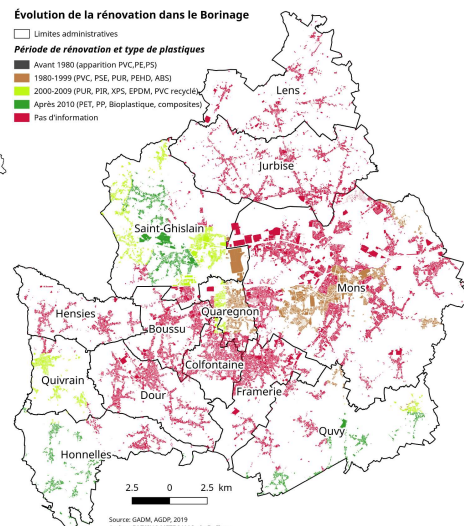 Évolution de la rénovation dans le Borinage
Limites administratives
Période de rénovation et type de plastiques
Avant 1980 (apparition PVC,PE,PS)
1980-1999 (PVC, PSE, PUR, PEHD, ABS)
2000-2009 (PUR, PIR, XPS, EPDM, PVC recyclé)
Après 2010 (PET, PP, Bioplastique, composites)
Pas d'information
Lens
Jurbise
Saint-Ghislain
Mons
Hensies
Quaregnon
Boussu
Colfontaine
Quivrain
Dour
Framerie
Quvy
Honnelles
2.5 0 2.5 km
Source: GADM, AGDP, 2019